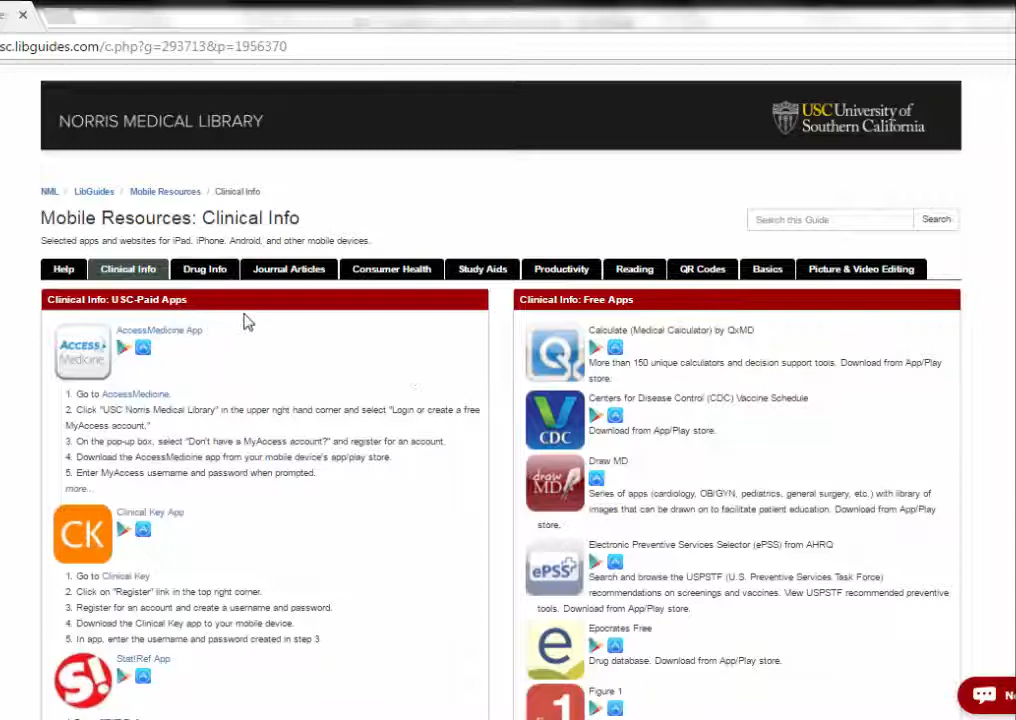 sc.libguides.com/c.php?g=293713&p=1956370
NORRIS MEDICAL LIBRARY
USC University of
Southern California
NML / LibGuides / Mobile Resources / Clinical Info
Mobile Resources: Clinical Info
Search this Guide
Search
Selected apps and websites for iPad, iPhone, Android, and other mobile devices.
Help
Clinical Info
Drug Info
Journal Articles
Consumer Health
Study Aids
Productivity
Reading
QR Codes
Basics
Picture & Video Editing
Clinical Info: USC-Paid Apps
ACCESS
Medicine
AccessMedicine App
1. Go to AccessMedicine.
2. Click "USC Norris Medical Library" in the upper right hand corner and select "Login or create a free
MyAccess account."
3. On the pop-up box, select "Don't have a MyAccess account?" and register for an account.
4. Download the AccessMedicine app from your mobile device's app/play store.
5. Enter MyAccess username and password when prompted.
more...
CK
Clinical Key App
1. Go to Clinical Key
2. Click on "Register" link in the top right corner.
3. Register for an account and create a username and password.
4. Download the Clinical Key app to your mobile device.
5. In app, enter the username and password created in step 3
S!
Stat!Ref App
Clinical Info: Free Apps
Calculate (Medical Calculator) by QxMD
More than 150 unique calculators and decision support tools. Download from App/Play
store.
CDC
Centers for Disease Control (CDC) Vaccine Schedule
Download from App/Play store.
draw
MD
Draw MD
Series of apps (cardiology, OB/GYN, pediatrics, general surgery, etc.) with library of
images that can be drawn on to facilitate patient education. Download from App/Play
store.
ePSS
Electronic Preventive Services Selector (ePSS) from AHRQ
Search and browse the USPSTF (U.S. Preventive Services Task Force)
recommendations on screenings and vaccines. View USPSTF recommended preventive
tools. Download from App/Play store.
e
Epocrates Free
Drug database. Download from App/Play store.
1
Figure 1